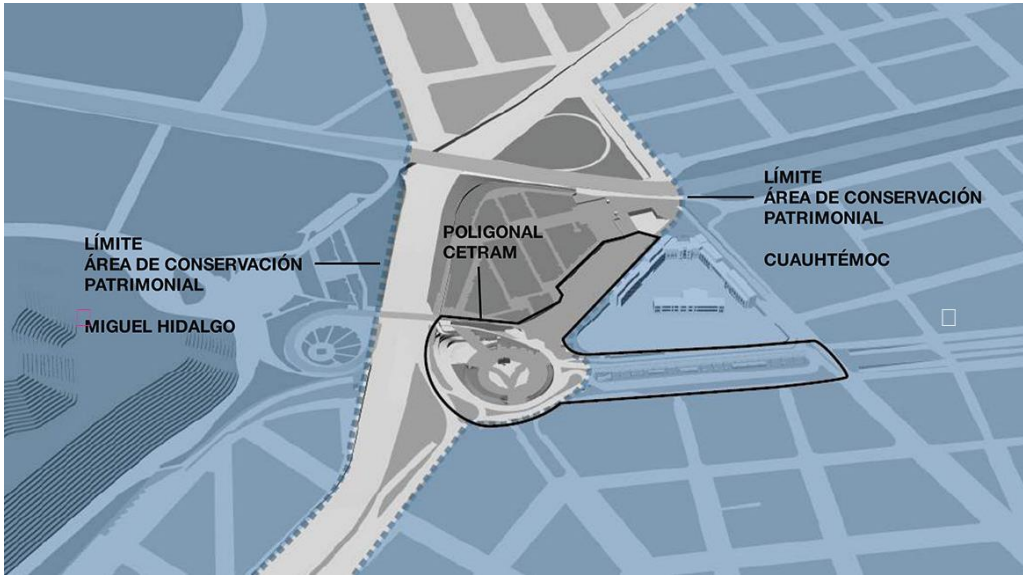 LÍMITE
ÁREA DE CONSERVACIÓN
PATRIMONIAL
MIGUEL HIDALGO
POLIGONAL
CETRAM
LÍMITE
ÁREA DE CONSERVACIÓN
PATRIMONIAL
CUAUHTÉMOC